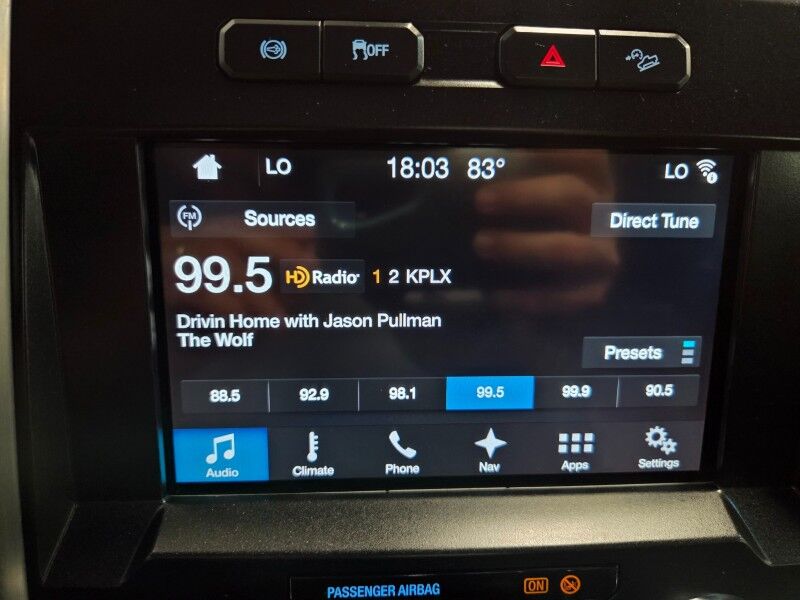 OFF
LO 18:03 83° LO
FM Sources Direct Tune
99.5 HD Radio 1 2 KPLX
Drivin Home with Jason Pullman
The Wolf
Presets
88.5 92.9 98.1 99.5 99.9 90.5
Audio Climate Phone Nav Apps Settings
PASSENGER AIRBAG ON